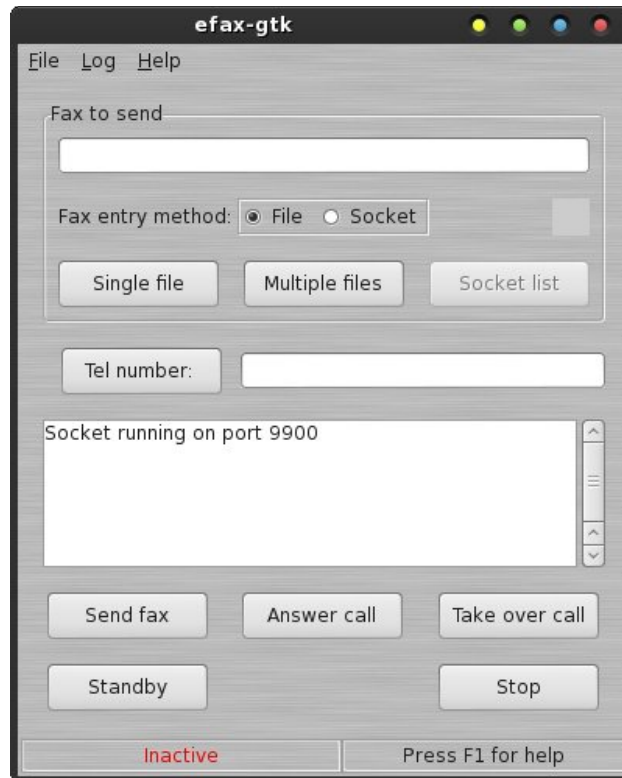 efax-gtk
File Log Help
Fax to send
Fax entry method: File Socket
Single file Multiple files Socket list
Tel number:
Socket running on port 9900
Send fax Answer call Take over call
Standby Stop
Inactive Press F1 for help